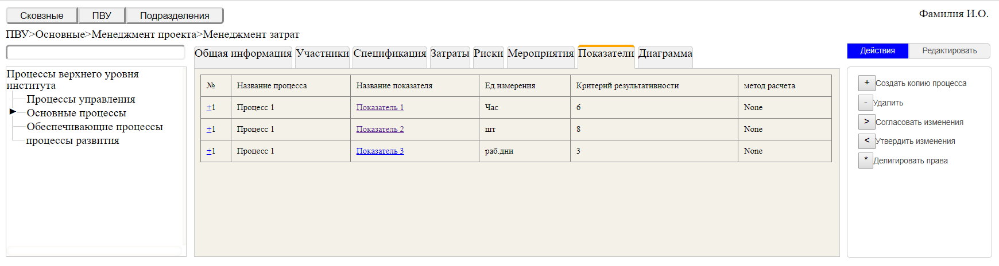 Сковзные ПВУ Подразделения Фамилия И.О.
ПВУ>Основные>Менеджмент проекта>Менеджмент затрат
Общая информация Участники Спецификация Затраты Риски Мероприятия Показатели Диаграмма
Действия Редактировать
Процессы верхнего уровня
института
Процессы управления
Основные процессы
Обеспечивающие процессы
процессы развития
№ Название процесса Название показателя Ед.измерения Критерий результативности метод расчета
+1 Процесс 1 Показатель 1 Час 6 None
+1 Процесс 1 Показатель 2 шт 8 None
+1 Процесс 1 Показатель 3 раб.дни 3 None
+ Создать копию процесса
- Удалить
> Согласовать изменения
< Утвердить изменения
* Делигировать права